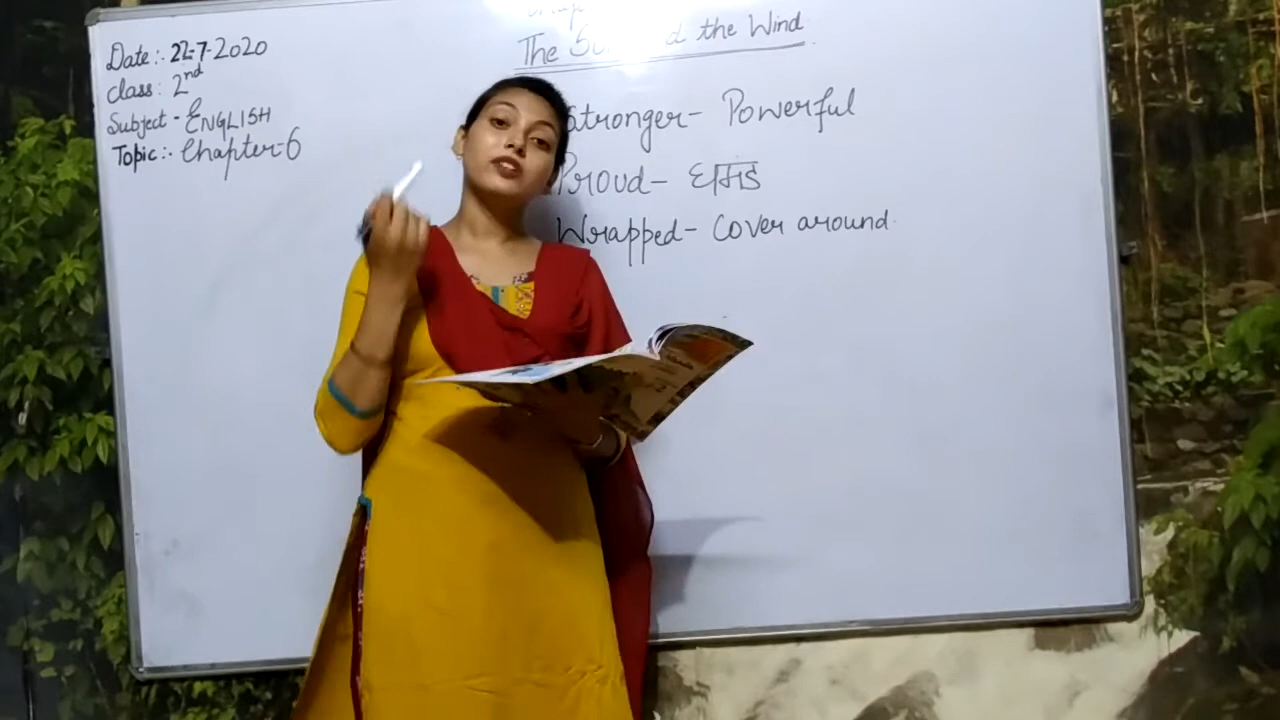 Date:- 22-7-2020
Class: 2nd
Subject - ENGLISH
Topic:- Chapter-6
The d the Wind
Stronger - Powerful
Proud - घमंड
Wrapped - Cover around.